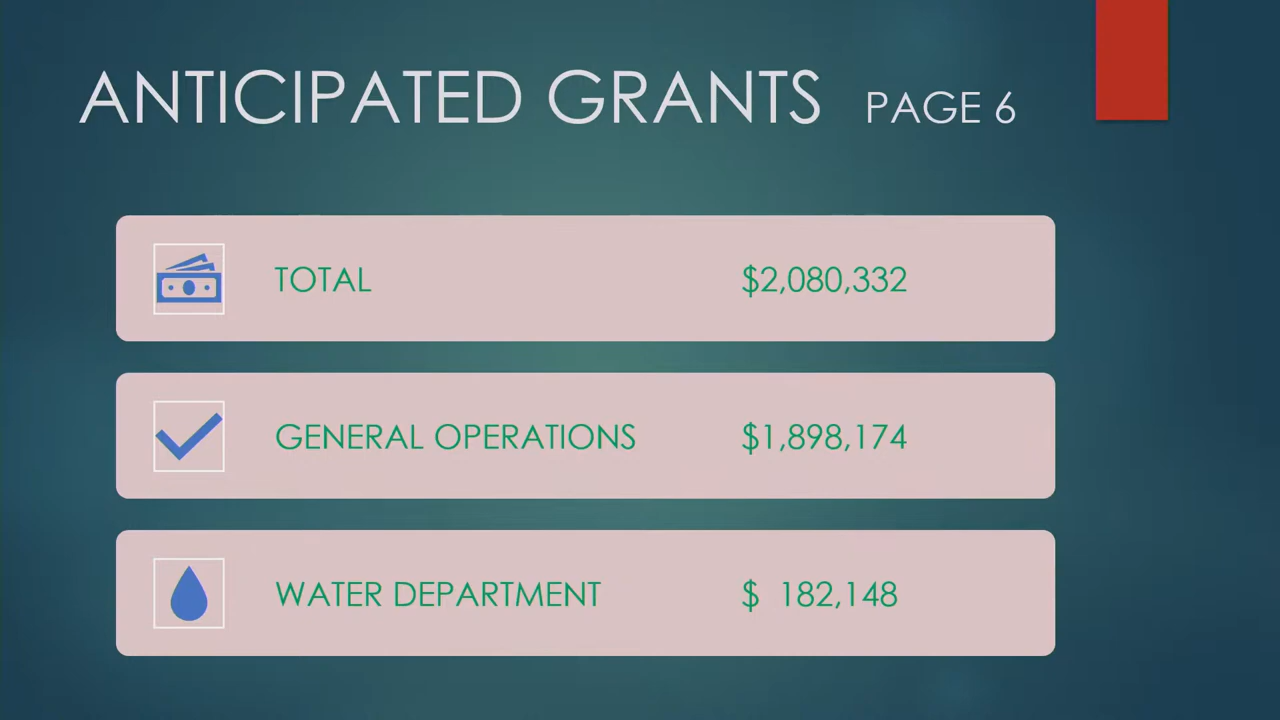 ANTICIPATED GRANTS PAGE 6
TOTAL $2,080,332
GENERAL OPERATIONS $1,898,174
WATER DEPARTMENT $ 182,148